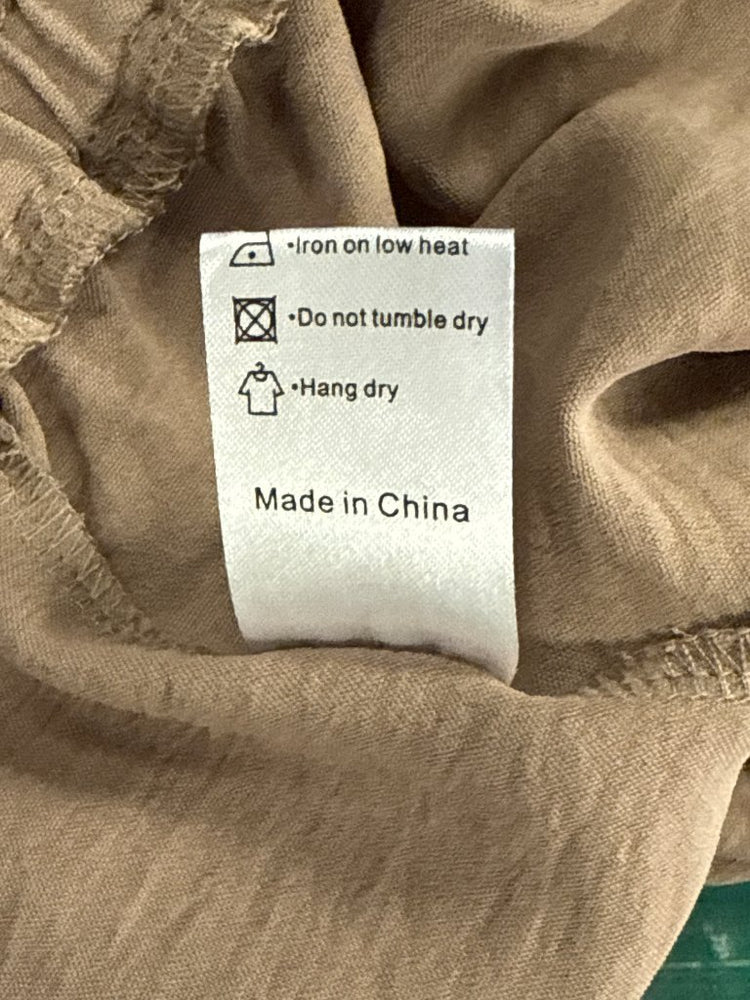 •Iron on low heat
•Do not tumble dry
•Hang dry
Made in China